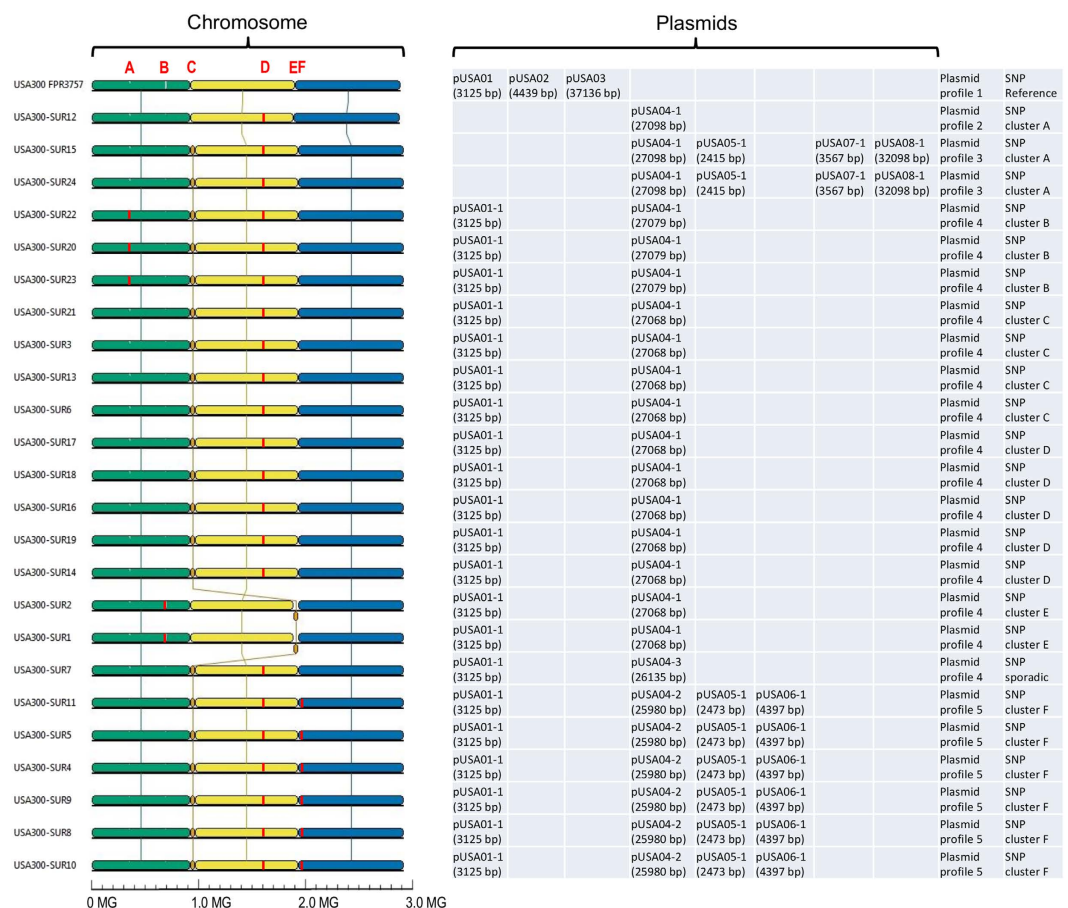 Chromosome
Plasmids
A B C D EF
USA300 FPR3757 pUSA01 pUSA02 pUSA03 Plasmid SNP
(3125 bp) (4439 bp) (37136 bp) profile 1 Reference
USA300-SUR12 pUSA04-1 Plasmid SNP
(27098 bp) profile 2 cluster A
USA300-SUR15 pUSA04-1 pUSA05-1 pUSA07-1 pUSA08-1 Plasmid SNP
(27098 bp) (2415 bp) (3567 bp) (32098 bp) profile 3 cluster A
USA300-SUR24 pUSA04-1 pUSA05-1 pUSA07-1 pUSA08-1 Plasmid SNP
(27098 bp) (2415 bp) (3567 bp) (32098 bp) profile 3 cluster A
USA300-SUR22 pUSA01-1 pUSA04-1 Plasmid SNP
(3125 bp) (27079 bp) profile 4 cluster B
USA300-SUR20 pUSA01-1 pUSA04-1 Plasmid SNP
(3125 bp) (27079 bp) profile 4 cluster B
USA300-SUR23 pUSA01-1 pUSA04-1 Plasmid SNP
(3125 bp) (27079 bp) profile 4 cluster B
USA300-SUR21 pUSA01-1 pUSA04-1 Plasmid SNP
(3125 bp) (27068 bp) profile 4 cluster C
USA300-SUR3 pUSA01-1 pUSA04-1 Plasmid SNP
(3125 bp) (27068 bp) profile 4 cluster C
USA300-SUR13 pUSA01-1 pUSA04-1 Plasmid SNP
(3125 bp) (27068 bp) profile 4 cluster C
USA300-SUR6 pUSA01-1 pUSA04-1 Plasmid SNP
(3125 bp) (27068 bp) profile 4 cluster C
USA300-SUR17 pUSA01-1 pUSA04-1 Plasmid SNP
(3125 bp) (27068 bp) profile 4 cluster D
USA300-SUR18 pUSA01-1 pUSA04-1 Plasmid SNP
(3125 bp) (27068 bp) profile 4 cluster D
USA300-SUR16 pUSA01-1 pUSA04-1 Plasmid SNP
(3125 bp) (27068 bp) profile 4 cluster D
USA300-SUR19 pUSA01-1 pUSA04-1 Plasmid SNP
(3125 bp) (27068 bp) profile 4 cluster D
USA300-SUR14 pUSA01-1 pUSA04-1 Plasmid SNP
(3125 bp) (27068 bp) profile 4 cluster D
USA300-SUR2 pUSA01-1 pUSA04-1 Plasmid SNP
(3125 bp) (27068 bp) profile 4 cluster E
USA300-SUR1 pUSA01-1 pUSA04-1 Plasmid SNP
(3125 bp) (27068 bp) profile 4 cluster E
USA300-SUR7 pUSA01-1 pUSA04-3 Plasmid SNP
(3125 bp) (26135 bp) profile 4 sporadic
USA300-SUR11 pUSA01-1 pUSA04-2 pUSA05-1 pUSA06-1 Plasmid SNP
(3125 bp) (25980 bp) (2473 bp) (4397 bp) profile 5 cluster F
USA300-SUR5 pUSA01-1 pUSA04-2 pUSA05-1 pUSA06-1 Plasmid SNP
(3125 bp) (25980 bp) (2473 bp) (4397 bp) profile 5 cluster F
USA300-SUR4 pUSA01-1 pUSA04-2 pUSA05-1 pUSA06-1 Plasmid SNP
(3125 bp) (25980 bp) (2473 bp) (4397 bp) profile 5 cluster F
USA300-SUR9 pUSA01-1 pUSA04-2 pUSA05-1 pUSA06-1 Plasmid SNP
(3125 bp) (25980 bp) (2473 bp) (4397 bp) profile 5 cluster F
USA300-SUR8 pUSA01-1 pUSA04-2 pUSA05-1 pUSA06-1 Plasmid SNP
(3125 bp) (25980 bp) (2473 bp) (4397 bp) profile 5 cluster F
USA300-SUR10 pUSA01-1 pUSA04-2 pUSA05-1 pUSA06-1 Plasmid SNP
(3125 bp) (25980 bp) (2473 bp) (4397 bp) profile 5 cluster F
0 MG 1.0 MG 2.0 MG 3.0 MG